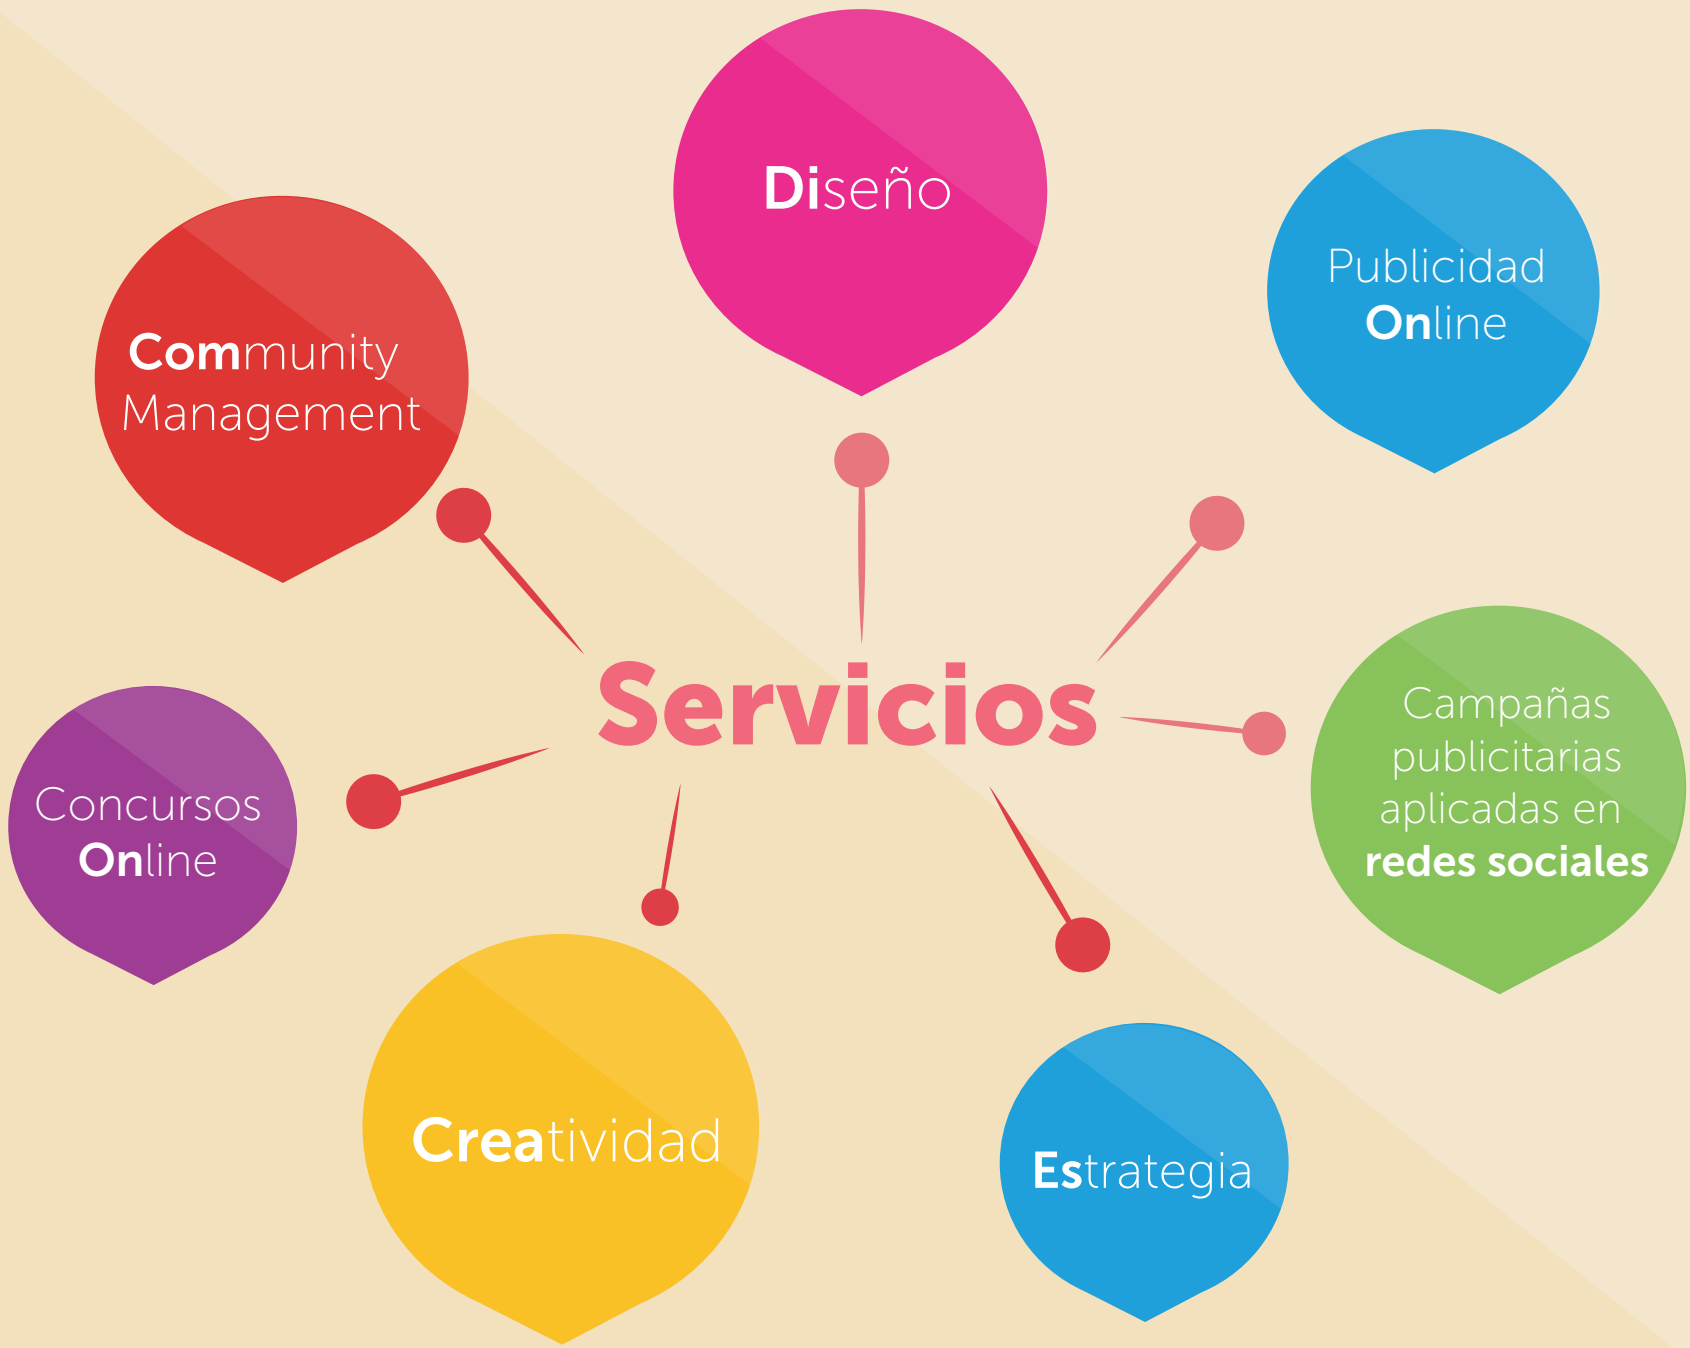 Diseño
Publicidad
Online
Community
Management
Servicios
Campañas
publicitarias
aplicadas en
redes sociales
Concursos
Online
Creatividad
Estrategia